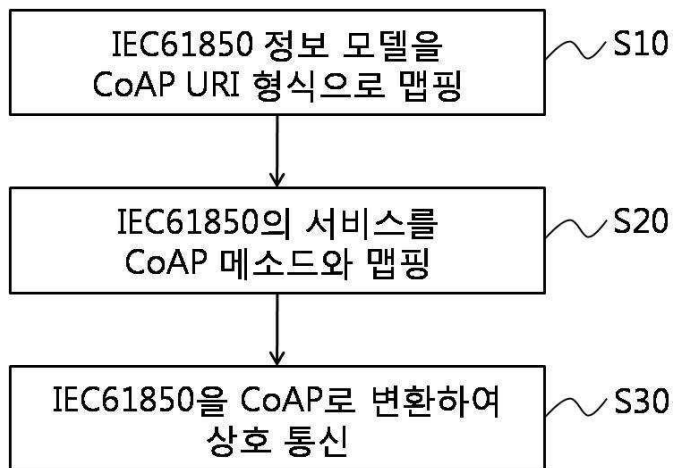 IEC61850 정보 모델을
CoAP URI 형식으로 맵핑
S10
IEC61850의 서비스를
CoAP 메소드와 맵핑
S20
IEC61850을 CoAP로 변환하여
상호 통신
S30